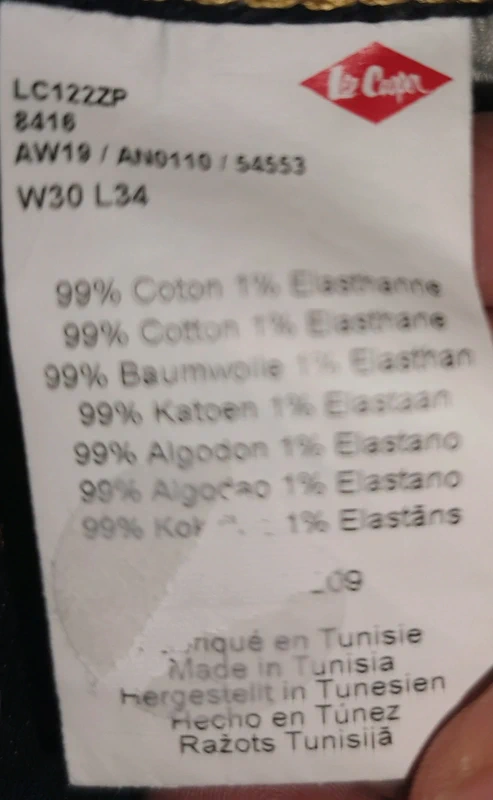 Lee Cooper
LC122ZP
8416
AW19 / AN0110 / 54553
W30 L34
99% Coton 1% Elasthanne
99% Cotton 1% Elasthane
99% Baumwolle 1% Elasthan
99% Katoen 1% Elastaan
99% Algodon 1% Elastano
99% Algodao 1% Elastano
99% 1% Elastāns
en Tunisie
Made in Tunisia
Hergestellt in Tunesien
Hecho en Túnez
Ražots Tunisijā